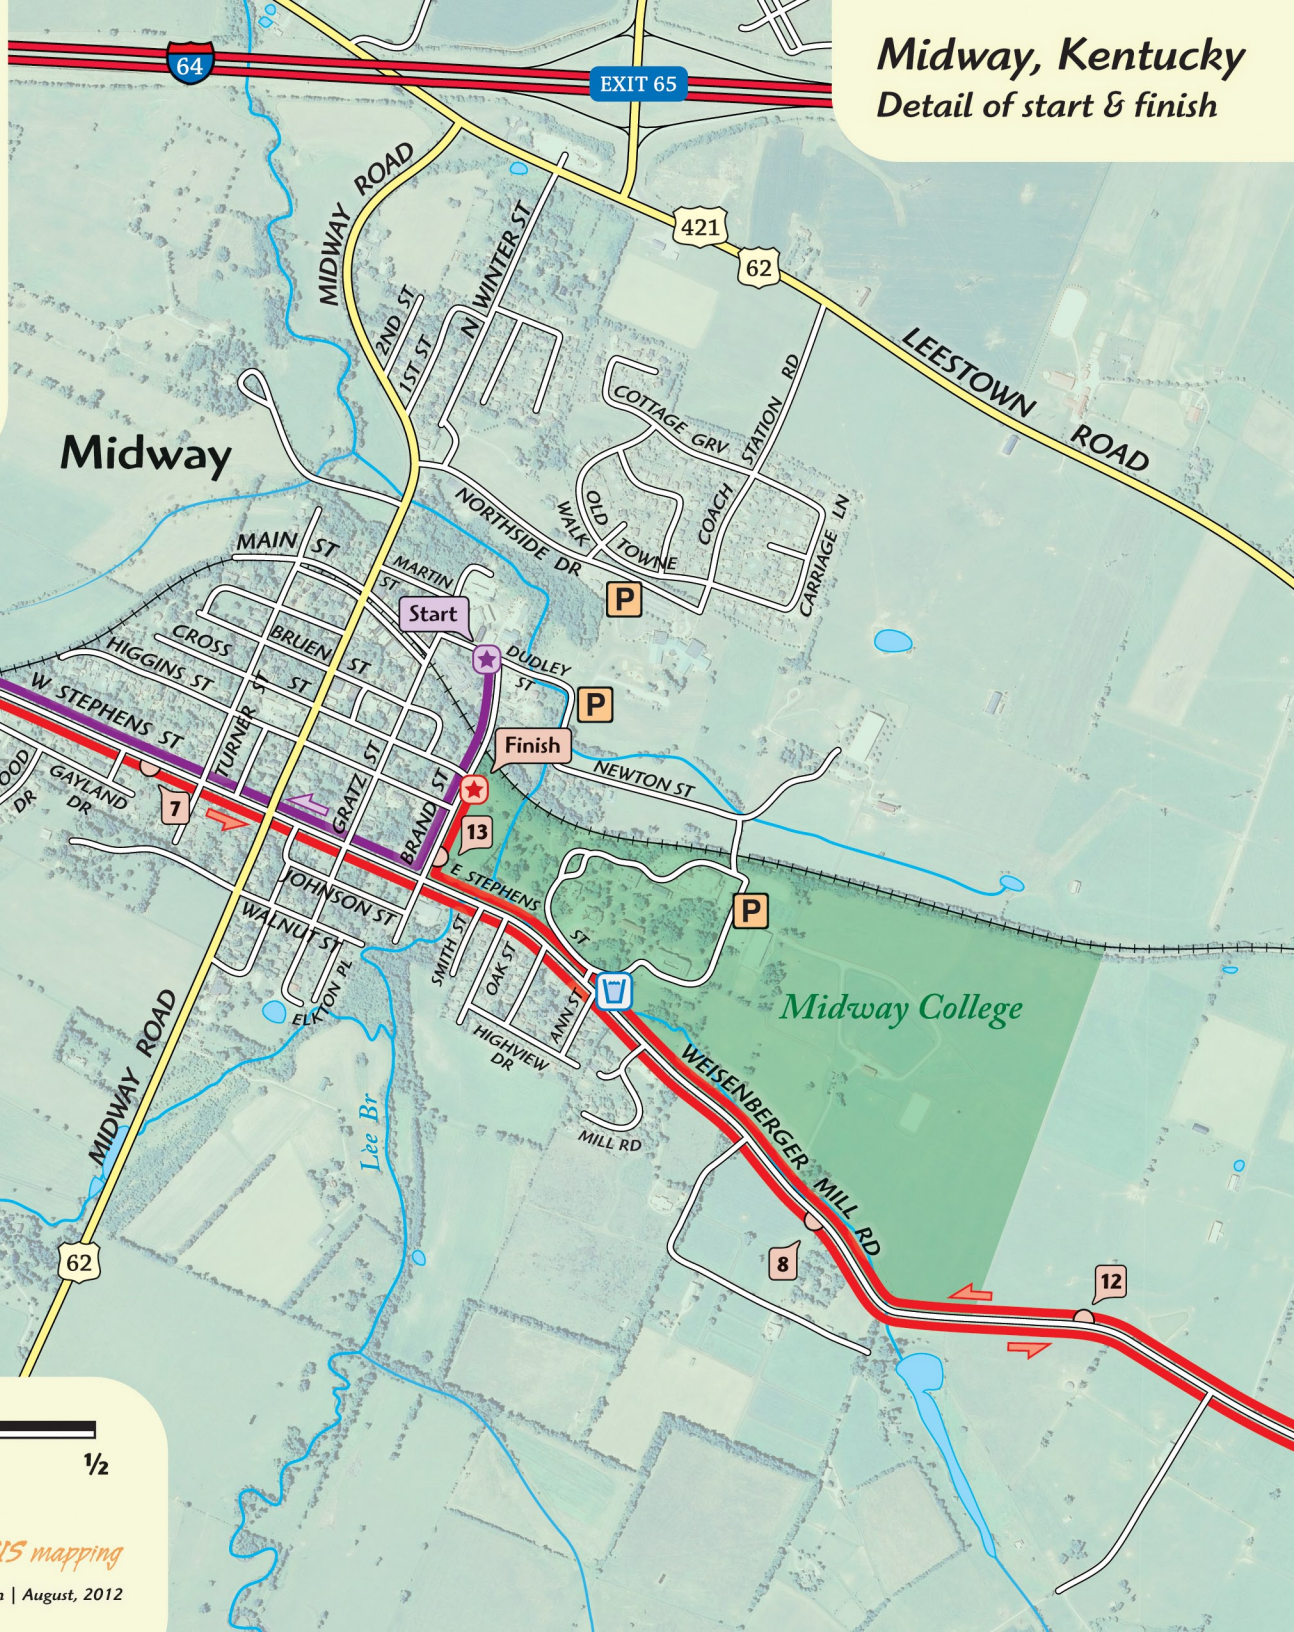 Midway, Kentucky
Detail of start & finish
64
EXIT 65
MIDWAY ROAD
421
62
N WINTER ST
2ND ST
1ST ST
LEESTOWN ROAD
COTTAGE GRV
COACH STATION RD
CARRIAGE LN
OLD TOWNE WALK
NORTHSIDE DR
Midway
MAIN ST
MARTIN ST
P
Start
DUDLEY ST
P
CROSS ST
BRUEN ST
HIGGINS ST
W STEPHENS ST
TURNER ST
Finish
NEWTON ST
GAYLAND DR
OOD DR
7
GRATZ ST
BRAND ST
13
E STEPHENS ST
JOHNSON ST
WALNUT ST
SMITH ST
OAK ST
P
ELKTON PL
ANN ST
HIGHVIEW DR
Midway College
MIDWAY ROAD
WEISENBERGER MILL RD
Lee Br
MILL RD
62
8
12
½
IS mapping
n | August, 2012